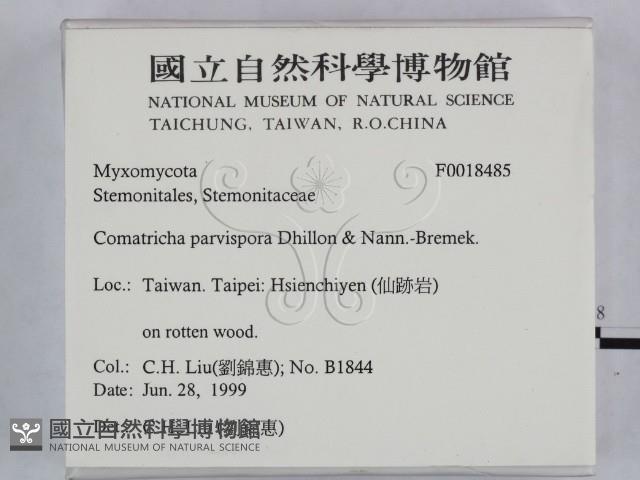 國立自然科學博物館
NATIONAL MUSEUM OF NATURAL SCIENCE
TAICHUNG, TAIWAN, R.O.CHINA
Myxomycota F0018485
Stemonitales, Stemonitaceae
Comatricha parvispora Dhillon & Nann.-Bremek.
Loc.: Taiwan. Taipei: Hsienchiyen (仙跡岩)
on rotten wood.
Col.: C.H. Liu(劉錦惠); No. B1844
Date: Jun. 28, 1999
國立自然科學博物館
NATIONAL MUSEUM OF NATURAL SCIENCE
8